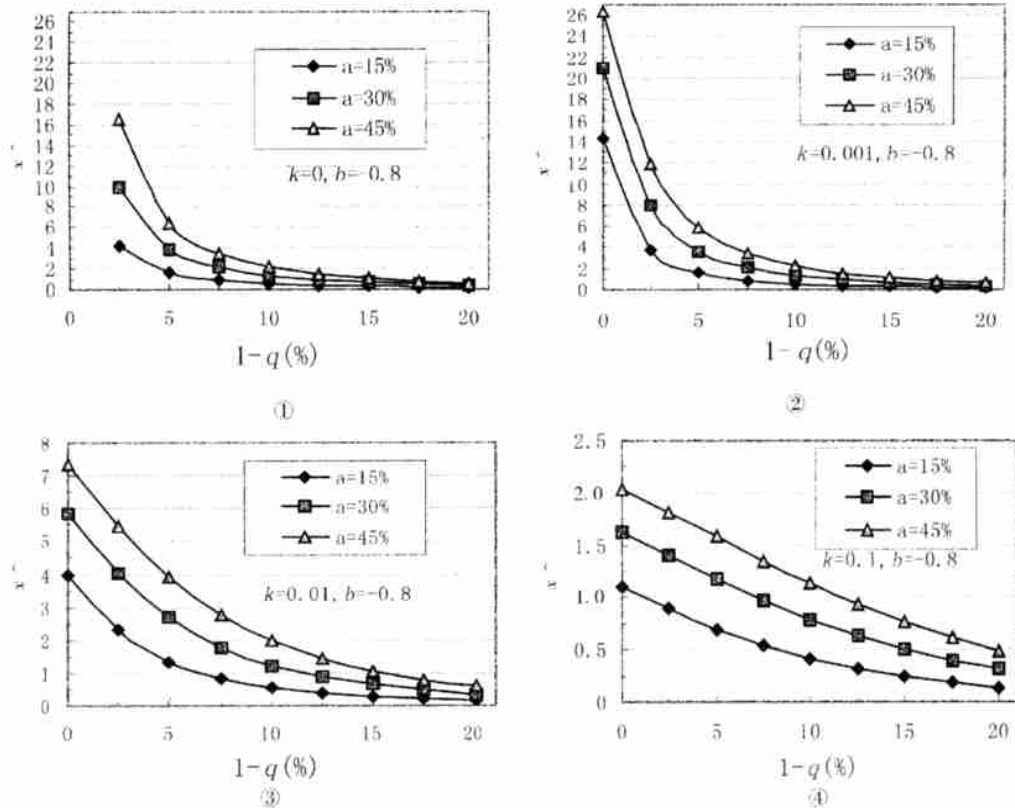 26
24
22
20
18
16
14
12
10
8
6
4
2
0
x^
a=15%
a=30%
a=45%
k=0, b=-0.8
0 5 10 15 20
1-q(%)
①
26
24
22
20
18
16
14
12
10
8
6
4
2
0
x^
a=15%
a=30%
a=45%
k=0.001, b=-0.8
0 5 10 15 20
1-q(%)
②
8
7
6
5
4
3
2
1
0
x^
a=15%
a=30%
a=45%
k=0.01, b=-0.8
0 5 10 15 20
1-q(%)
③
2.5
2.0
1.5
1.0
0.5
0
x^
a=15%
a=30%
a=45%
k=0.1, b=-0.8
0 5 10 15 20
1-q(%)
④